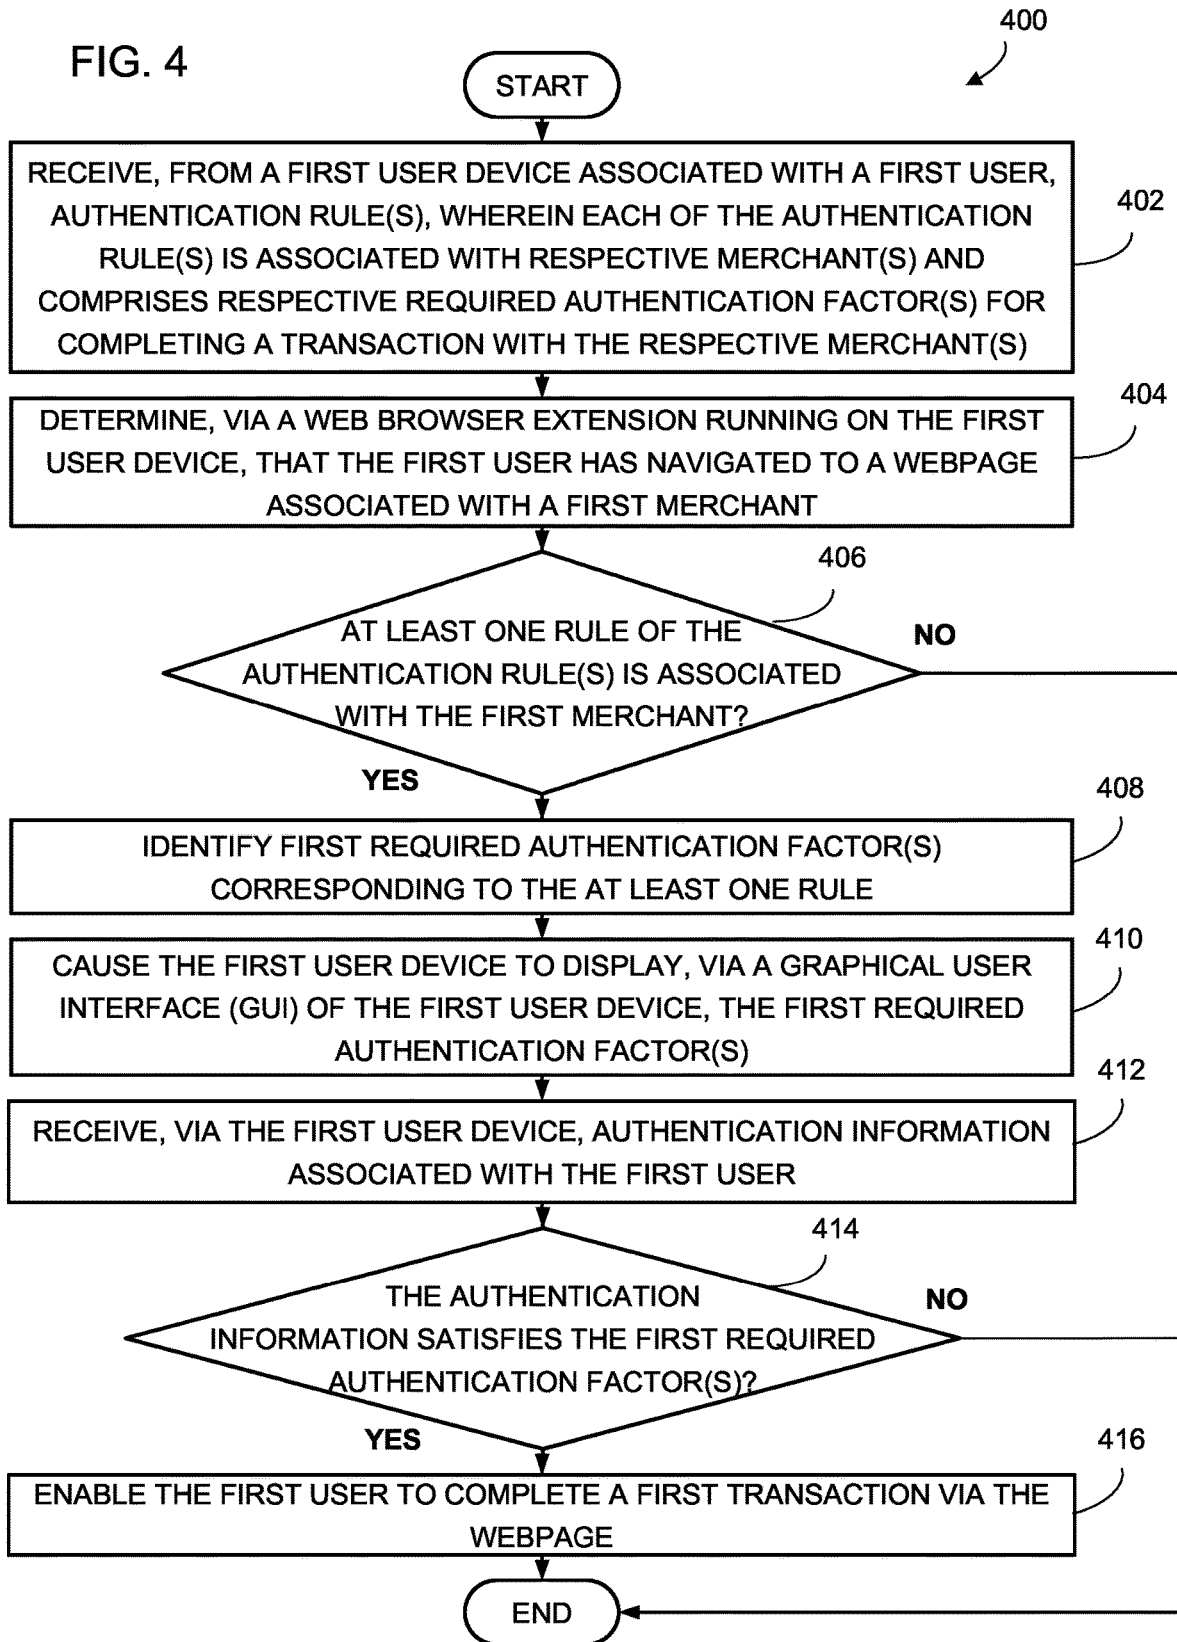 400
FIG. 4
START
RECEIVE, FROM A FIRST USER DEVICE ASSOCIATED WITH A FIRST USER,
AUTHENTICATION RULE(S), WHEREIN EACH OF THE AUTHENTICATION
RULE(S) IS ASSOCIATED WITH RESPECTIVE MERCHANT(S) AND
COMPRISES RESPECTIVE REQUIRED AUTHENTICATION FACTOR(S) FOR
COMPLETING A TRANSACTION WITH THE RESPECTIVE MERCHANT(S)
402
DETERMINE, VIA A WEB BROWSER EXTENSION RUNNING ON THE FIRST
USER DEVICE, THAT THE FIRST USER HAS NAVIGATED TO A WEBPAGE
ASSOCIATED WITH A FIRST MERCHANT
404
AT LEAST ONE RULE OF THE
AUTHENTICATION RULE(S) IS ASSOCIATED
WITH THE FIRST MERCHANT?
406
NO
YES
IDENTIFY FIRST REQUIRED AUTHENTICATION FACTOR(S)
CORRESPONDING TO THE AT LEAST ONE RULE
408
CAUSE THE FIRST USER DEVICE TO DISPLAY, VIA A GRAPHICAL USER
INTERFACE (GUI) OF THE FIRST USER DEVICE, THE FIRST REQUIRED
AUTHENTICATION FACTOR(S)
410
RECEIVE, VIA THE FIRST USER DEVICE, AUTHENTICATION INFORMATION
ASSOCIATED WITH THE FIRST USER
412
THE AUTHENTICATION
INFORMATION SATISFIES THE FIRST REQUIRED
AUTHENTICATION FACTOR(S)?
414
NO
YES
ENABLE THE FIRST USER TO COMPLETE A FIRST TRANSACTION VIA THE
WEBPAGE
416
END